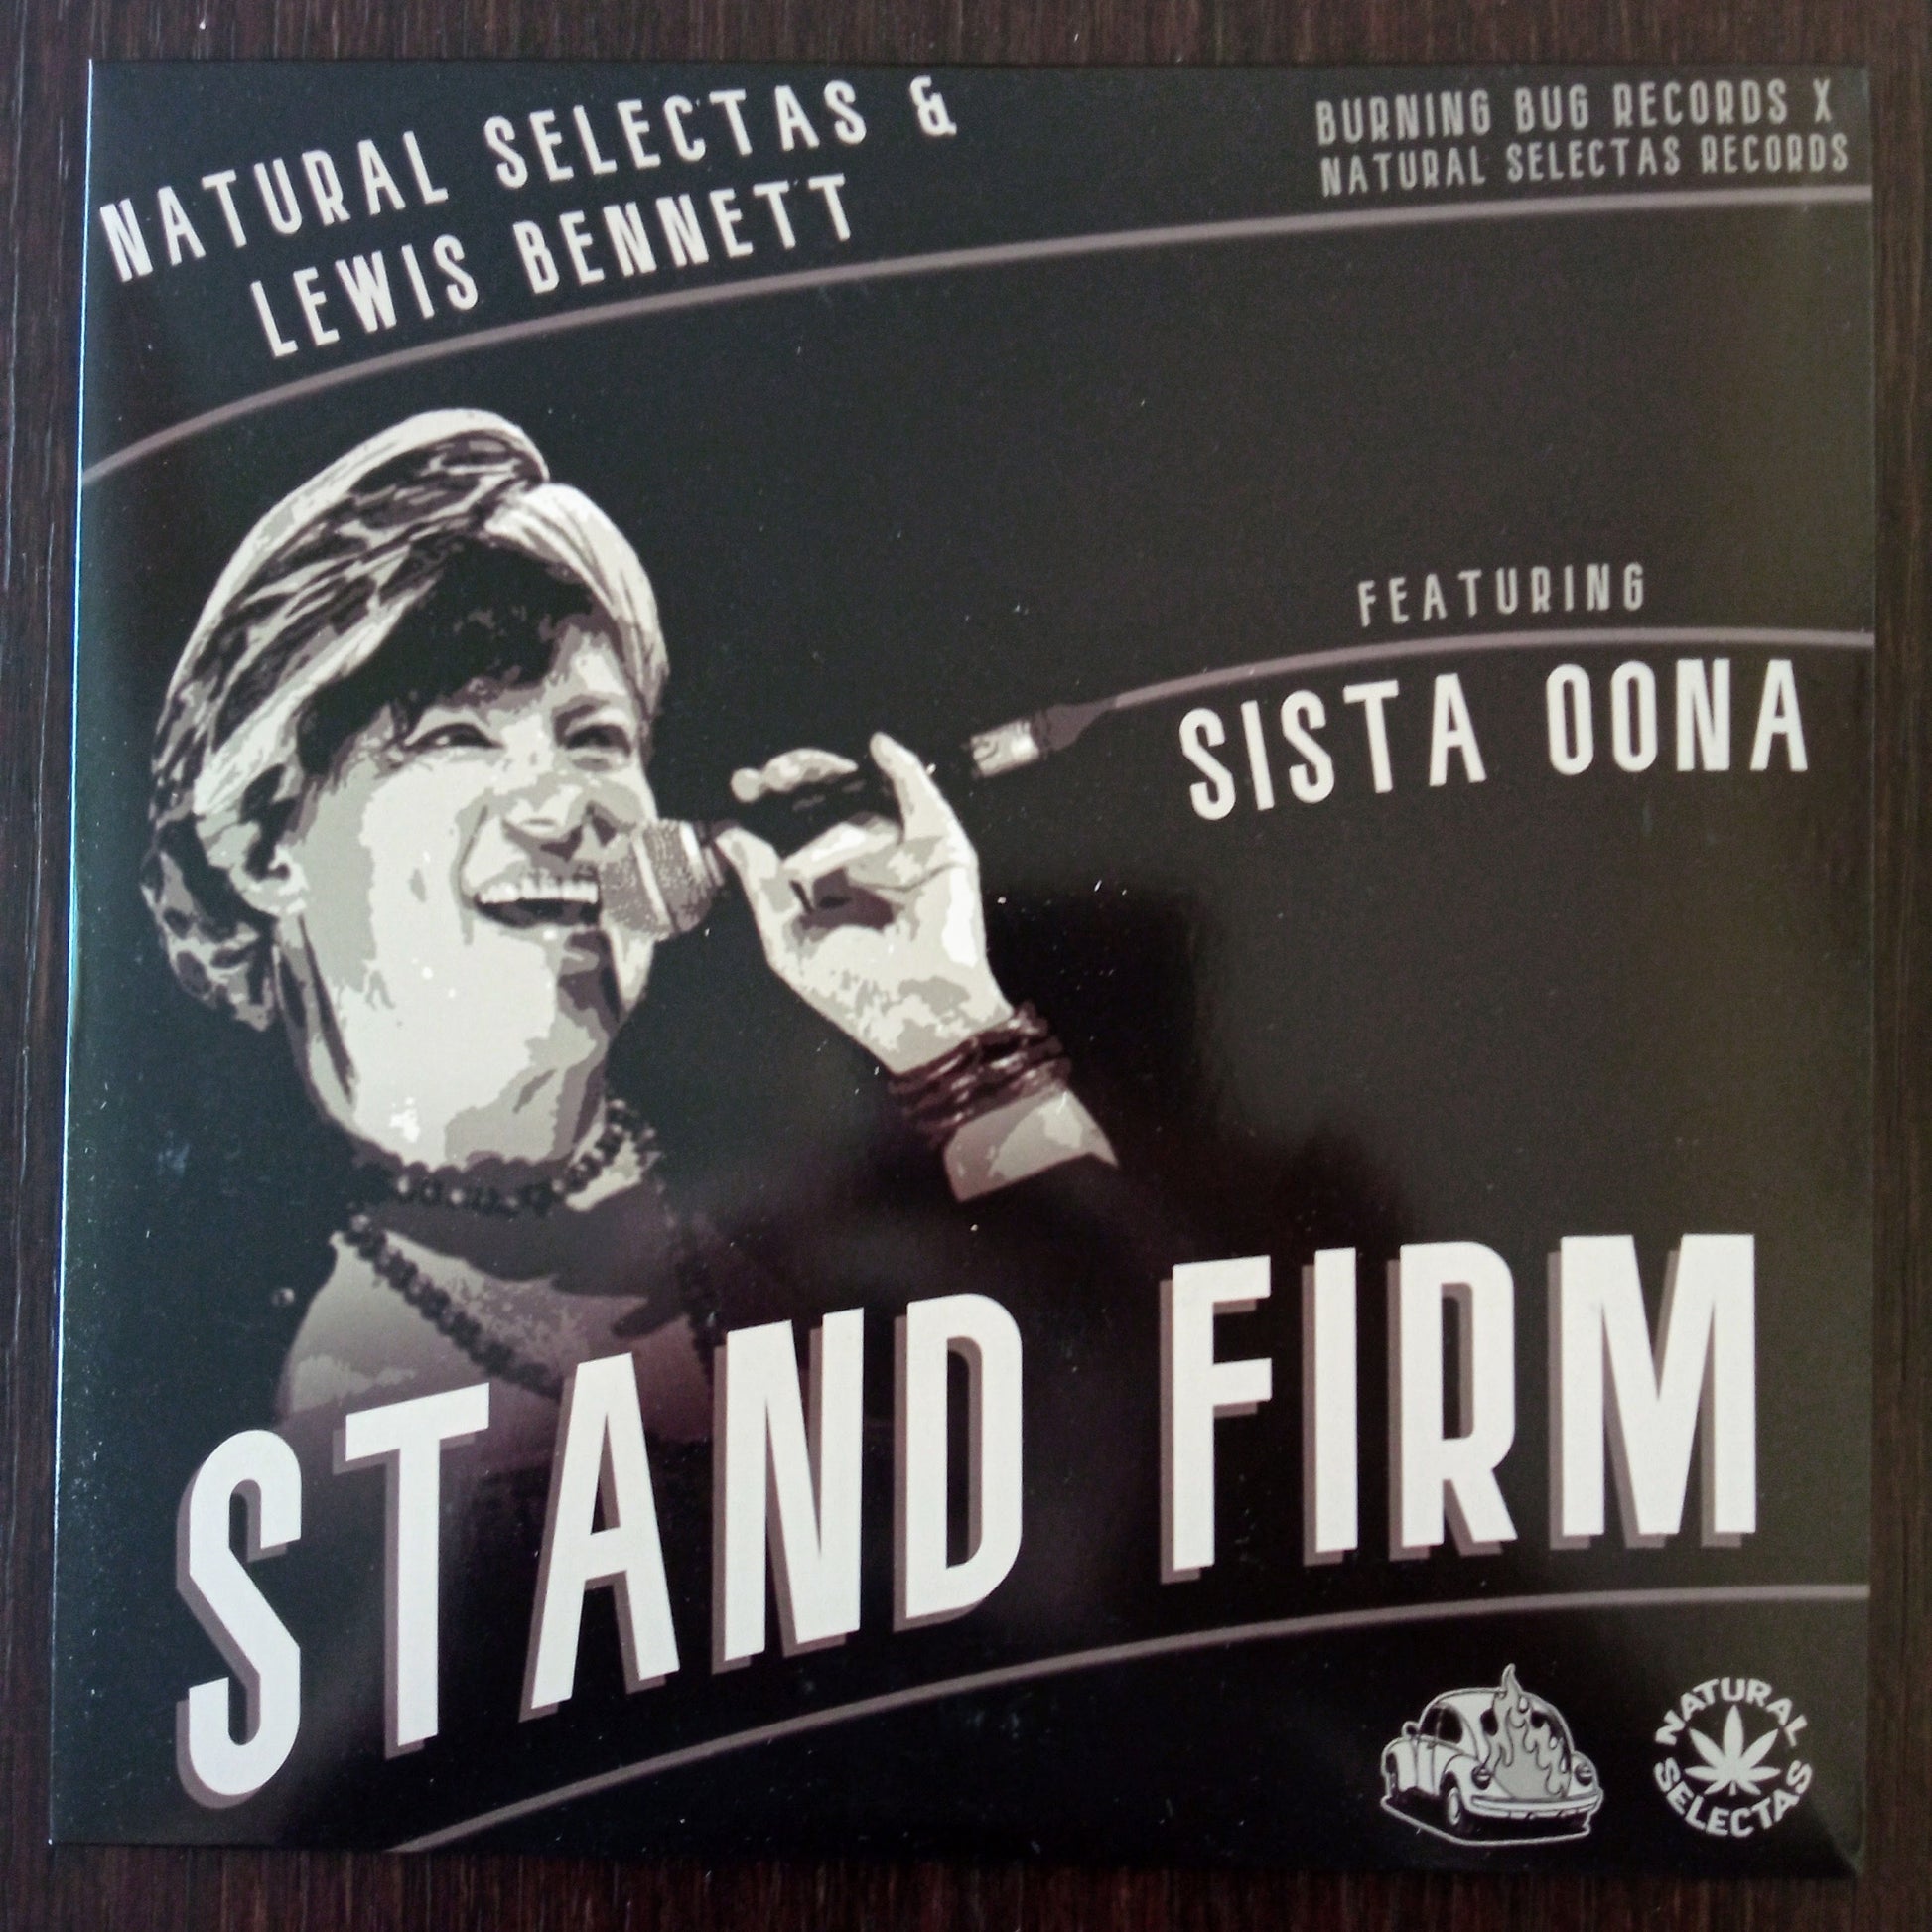 NATURAL SELECTAS &
LEWIS BENNETT
BURNING BUG RECORDS X
NATURAL SELECTAS RECORDS
FEATURING
SISTA OONA
STAND FIRM
NATURAL
SELECTAS